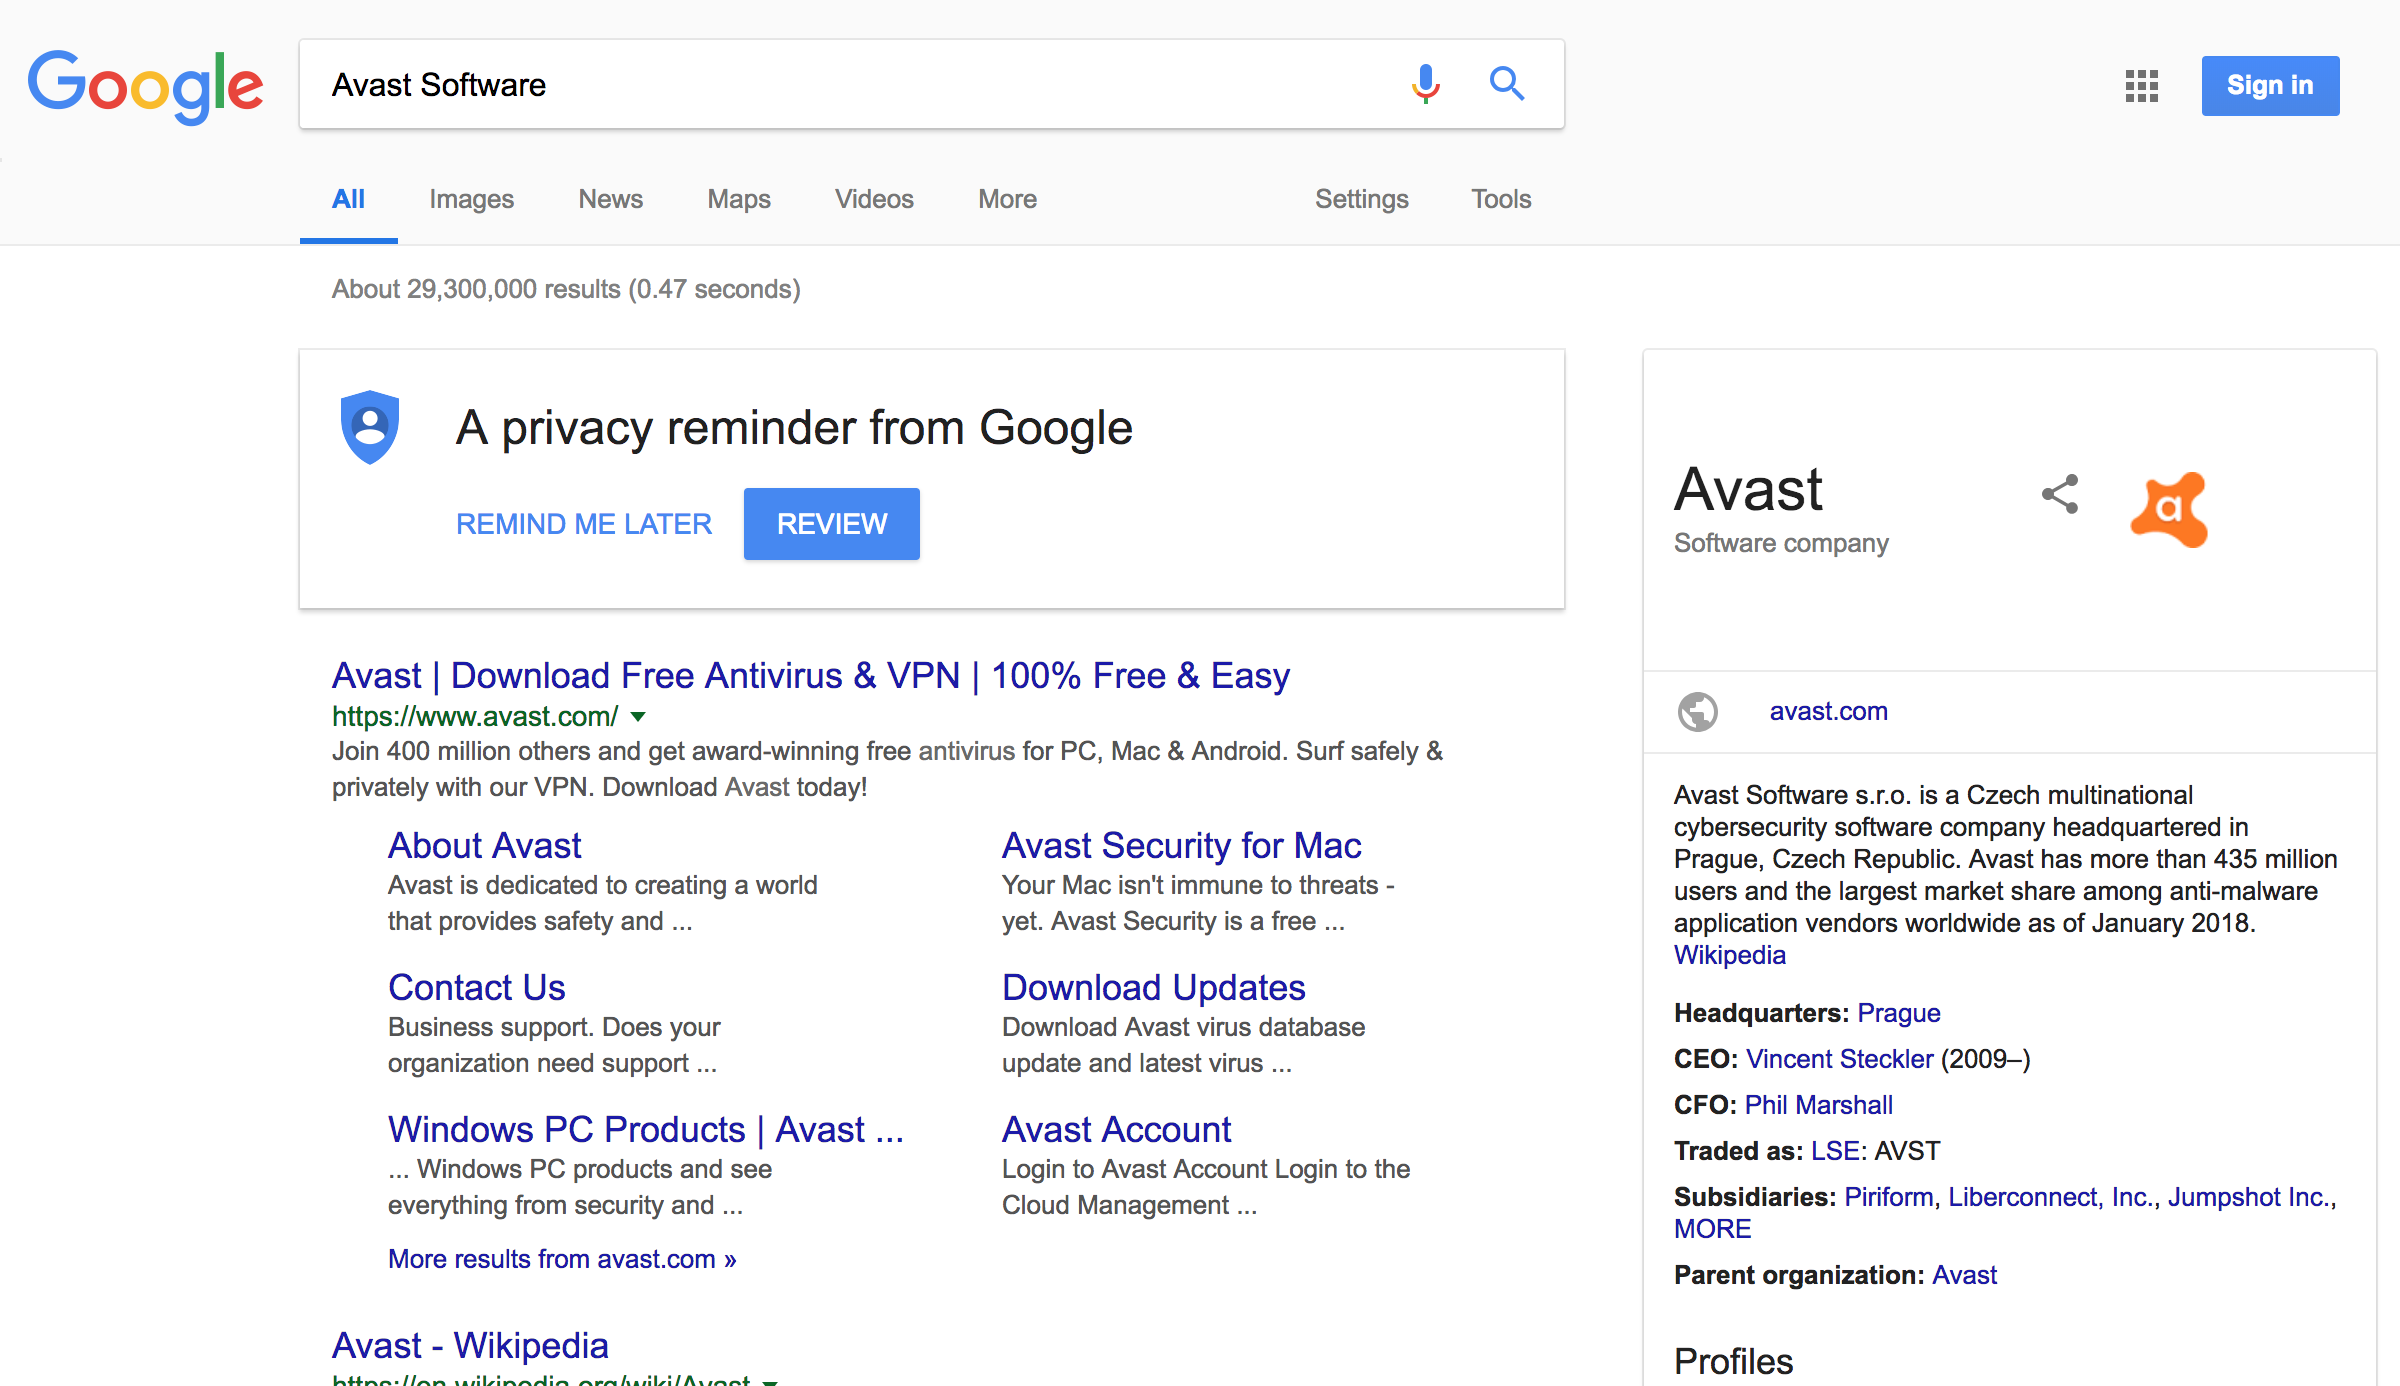 Google
Avast Software
Sign in
All Images News Maps Videos More Settings Tools
About 29,300,000 results (0.47 seconds)
A privacy reminder from Google
REMIND ME LATER REVIEW
Avast | Download Free Antivirus & VPN | 100% Free & Easy
https://www.avast.com/
Join 400 million others and get award-winning free antivirus for PC, Mac & Android. Surf safely &
privately with our VPN. Download Avast today!
About Avast
Avast is dedicated to creating a world
that provides safety and ...
Avast Security for Mac
Your Mac isn't immune to threats -
yet. Avast Security is a free ...
Contact Us
Business support. Does your
organization need support ...
Download Updates
Download Avast virus database
update and latest virus ...
Windows PC Products | Avast ...
... Windows PC products and see
everything from security and ...
Avast Account
Login to Avast Account Login to the
Cloud Management ...
More results from avast.com »
Avast - Wikipedia
https://en.wikipedia.org/wiki/Avast
Avast
Software company
a
avast.com
Avast Software s.r.o. is a Czech multinational
cybersecurity software company headquartered in
Prague, Czech Republic. Avast has more than 435 million
users and the largest market share among anti-malware
application vendors worldwide as of January 2018.
Wikipedia
Headquarters: Prague
CEO: Vincent Steckler (2009–)
CFO: Phil Marshall
Traded as: LSE: AVST
Subsidiaries: Piriform, Liberconnect, Inc., Jumpshot Inc.,
MORE
Parent organization: Avast
Profiles